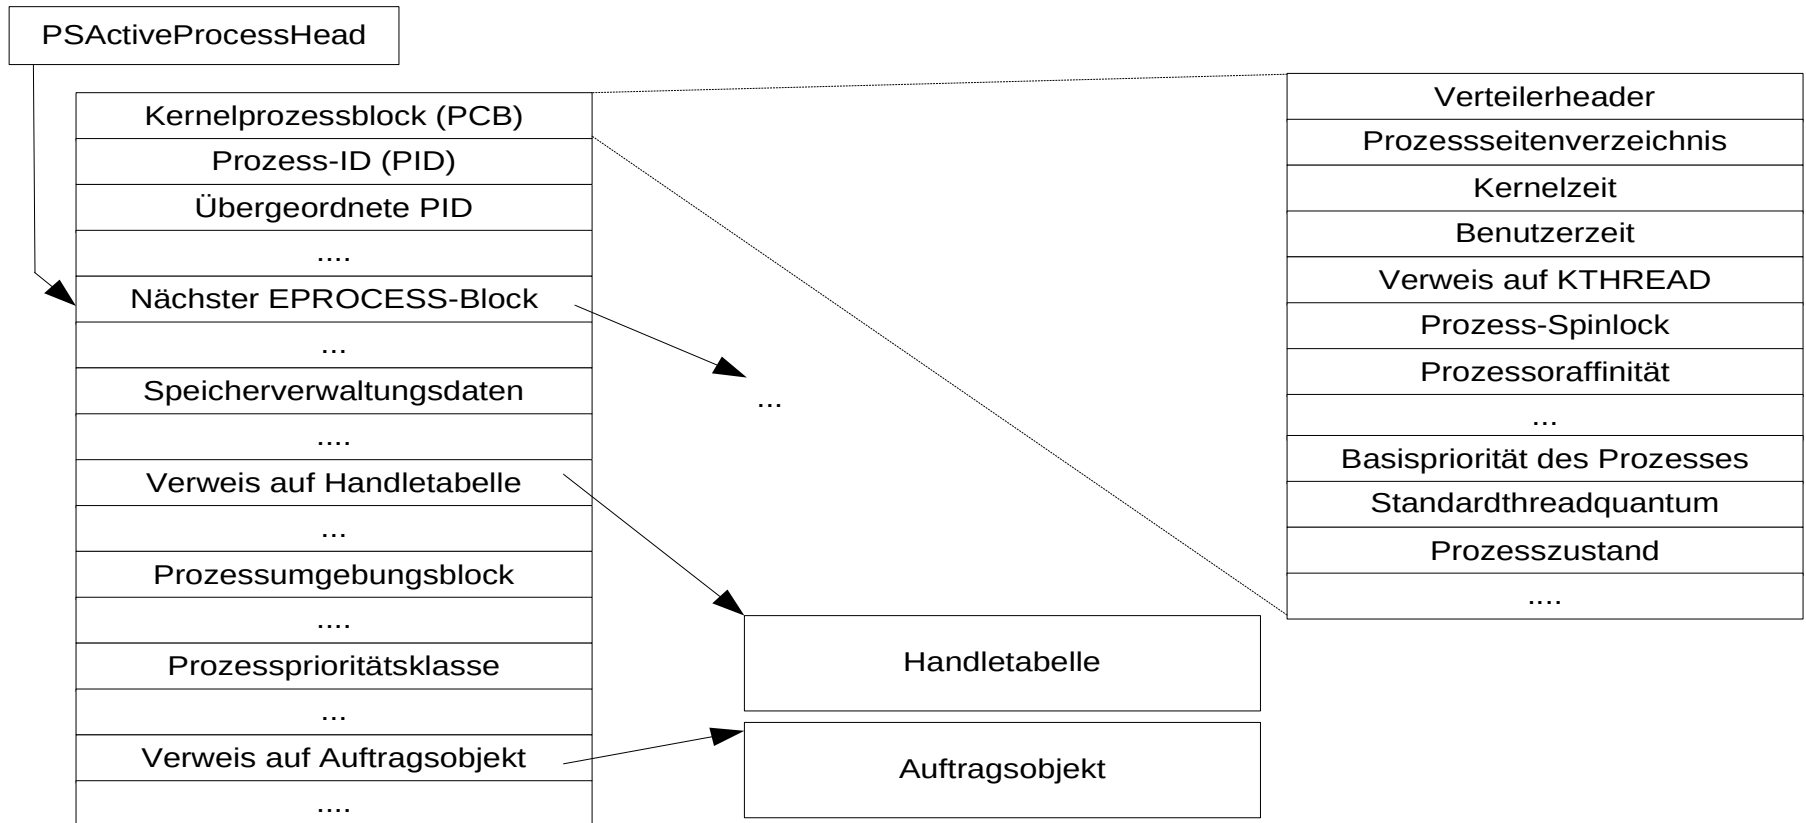 PSActiveProcessHead
Kernelprozessblock (PCB)
Prozess-ID (PID)
Übergeordnete PID
....
Nächster EPROCESS-Block
...
Speicherverwaltungsdaten
....
Verweis auf Handletabelle
...
Prozessumgebungsblock
....
Prozessprioritätsklasse
...
Verweis auf Auftragsobjekt
....
...
Handletabelle
Auftragsobjekt
Verteilerheader
Prozessseitenverzeichnis
Kernelzeit
Benutzerzeit
Verweis auf KTHREAD
Prozess-Spinlock
Prozessoraffinität
...
Basispriorität des Prozesses
Standardthreadquantum
Prozesszustand
....